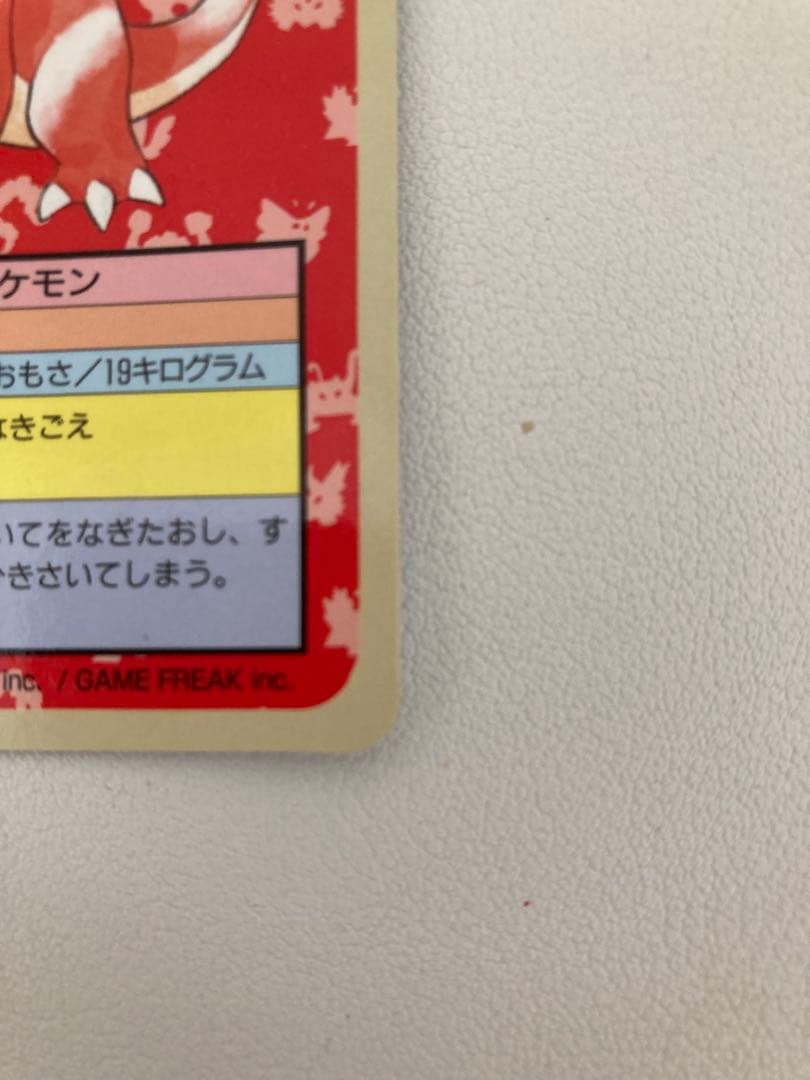 ケモン
おもさ／19キログラム
なきごえ
いてをなぎたおし、す
きさいてしまう。
inc. / GAME FREAK inc.